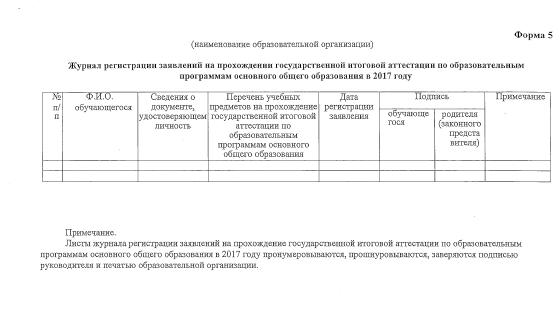 Форма 5
(наименование образовательной организации)
Журнал регистрации заявлений на прохождении государственной итоговой аттестации по образовательным
программам основного общего образования в 2017 году
№
п/
п
Ф.И.О.
обучающегося
Сведения о
документе,
удостоверяющем
личность
Перечень учебных
предметов на прохождение
государственной итоговой
аттестации по
образовательным
программам основного
общего образования
Дата
регистрации
заявления
Подпись
обучающе
гося
родителя
(законного
предста
вителя)
Примечание
Примечание.
Листы журнала регистрации заявлений на прохождение государственной итоговой аттестации по образовательным
программам основного общего образования в 2017 году пронумеровываются, прошнуровываются, заверяются подписью
руководителя и печатью образовательной организации.